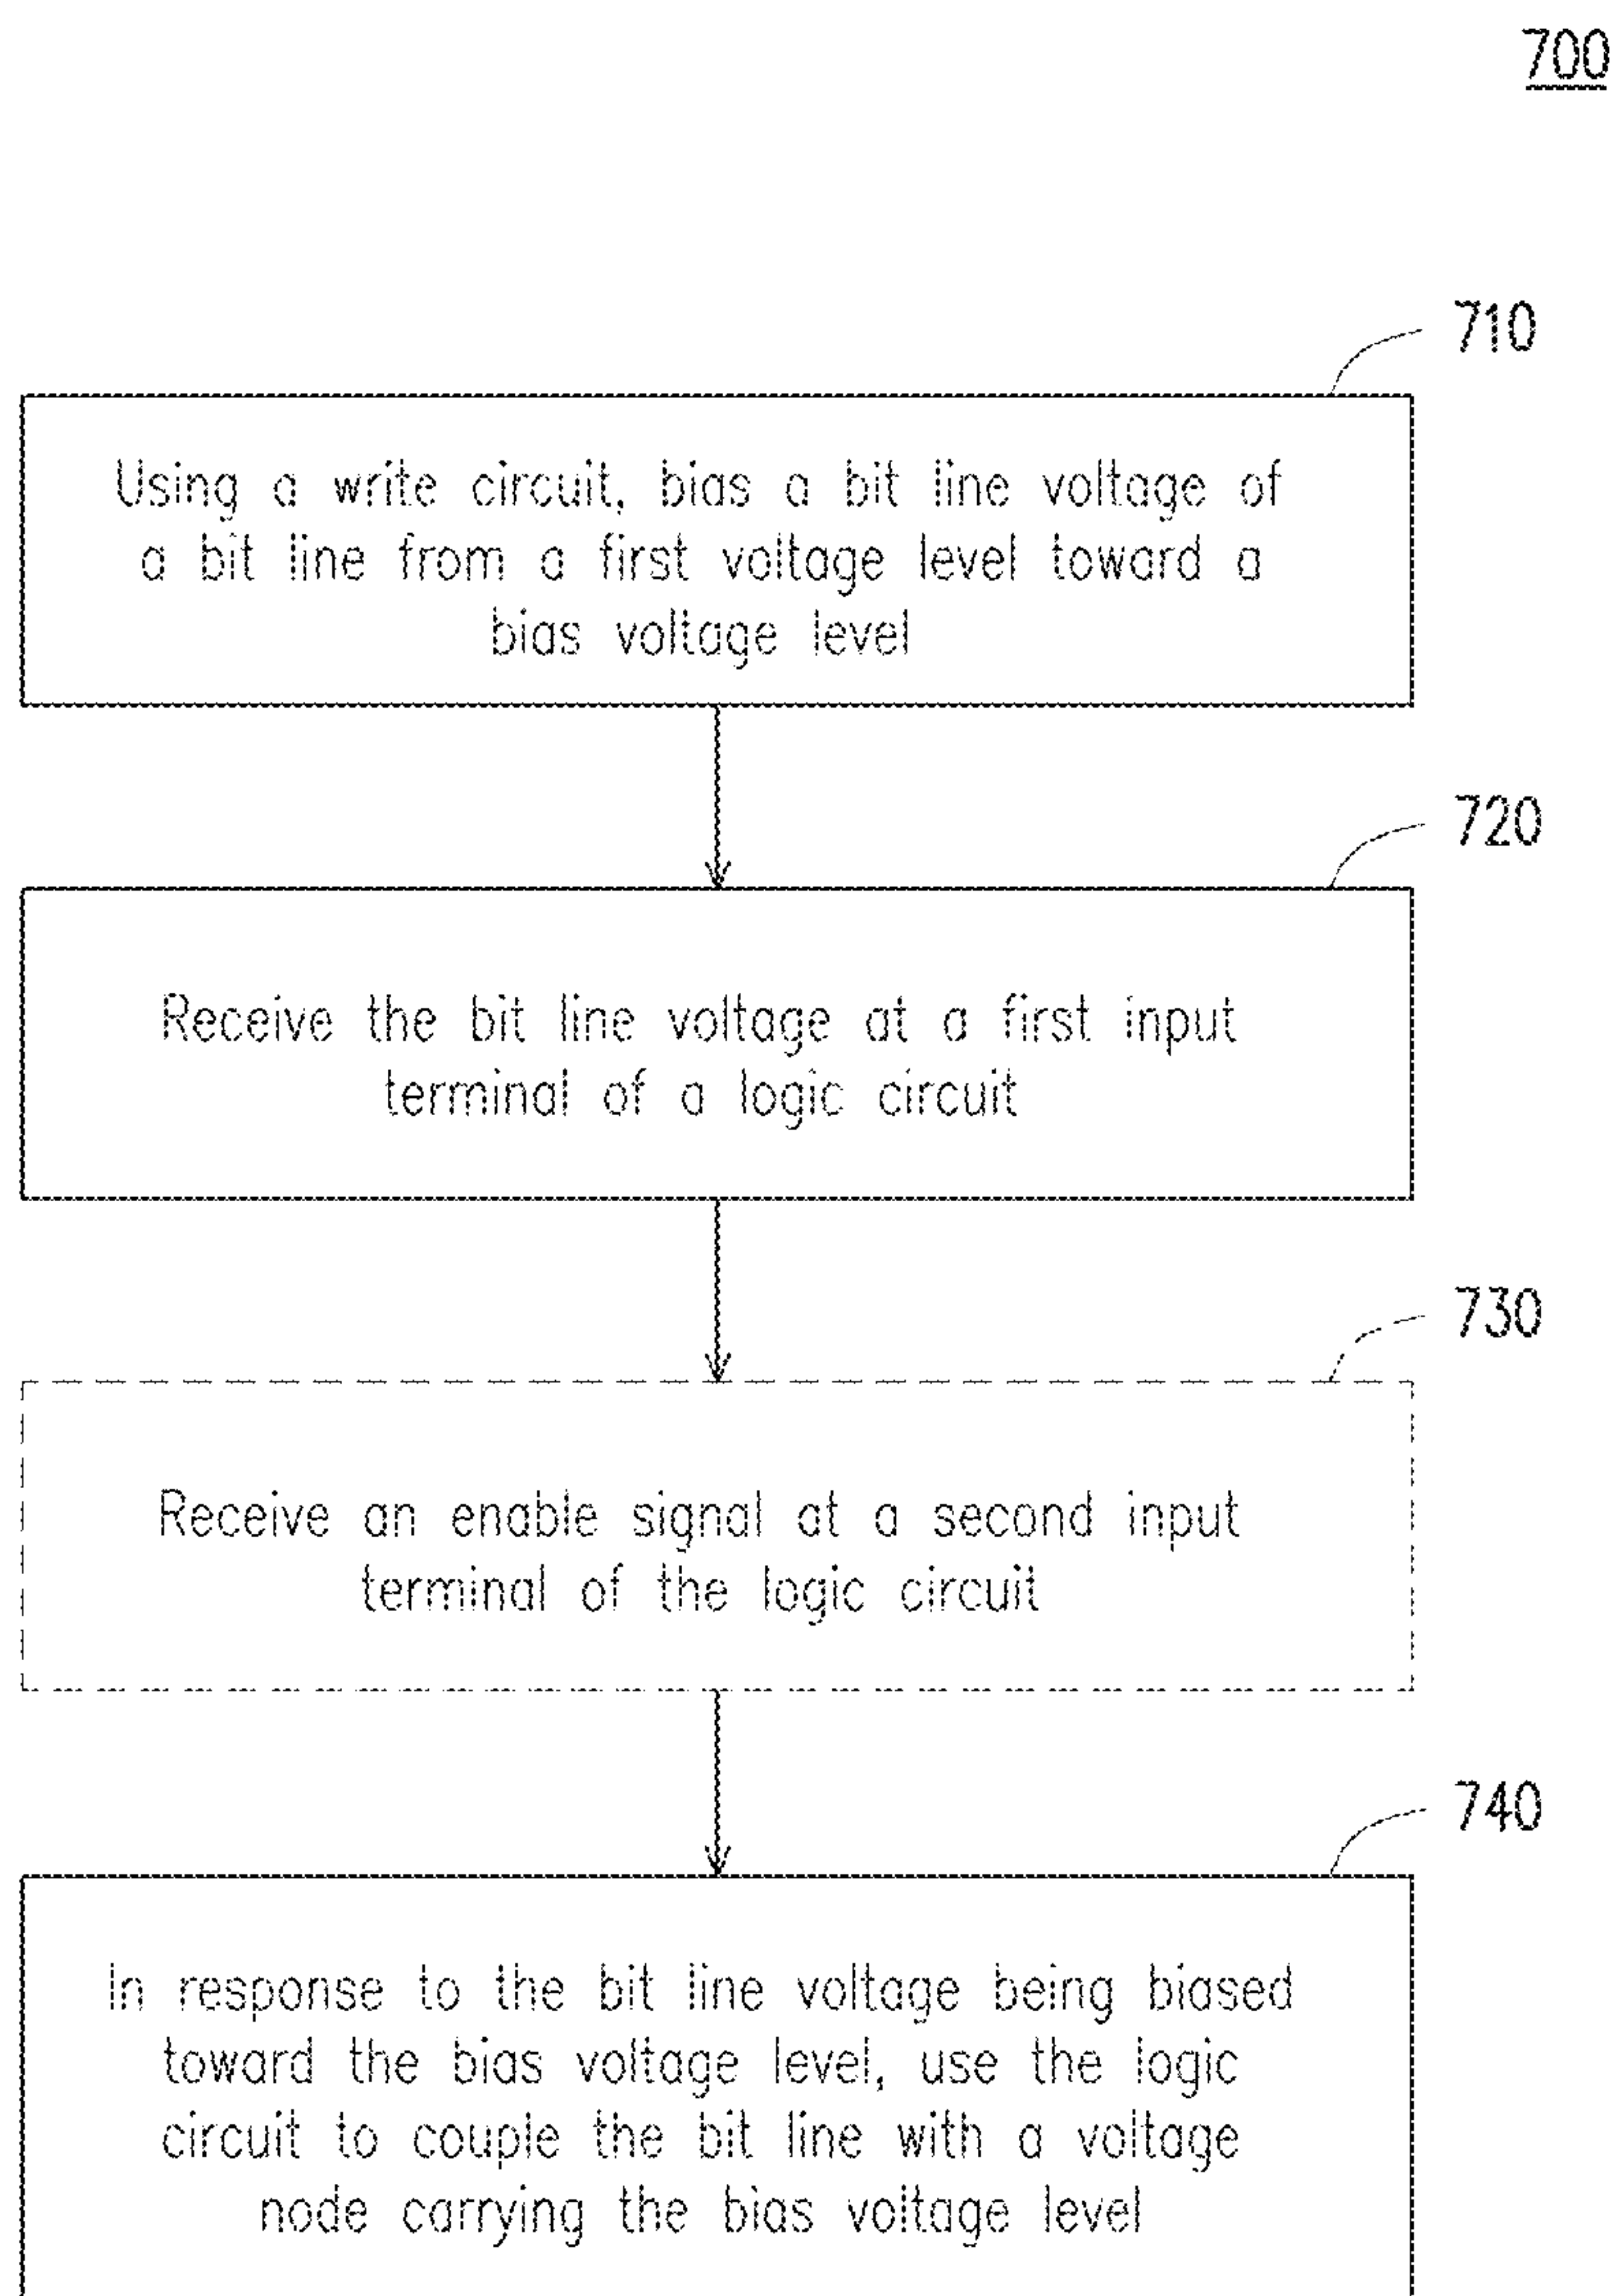 700
710
Using a write circuit, bias a bit line voltage of
a bit line from a first voltage level toward a
bias voltage level
720
Receive the bit line voltage at a first input
terminal of a logic circuit
730
Receive an enable signal at a second input
terminal of the logic circuit
740
In response to the bit line voltage being biased
toward the bias voltage level, use the logic
circuit to couple the bit line with a voltage
node carrying the bias voltage level